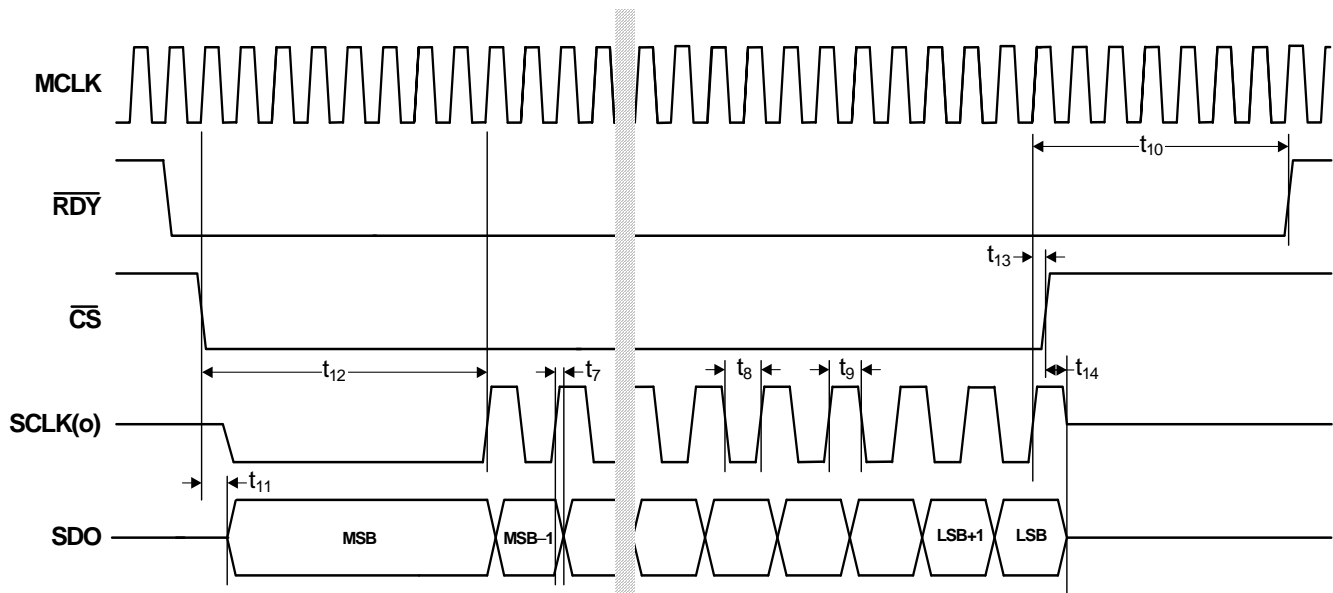 MCLK
t10
RDY
t13
CS
t12
t7
t8
t9
t14
SCLK(o)
t11
SDO
MSB
MSB–1
LSB+1
LSB